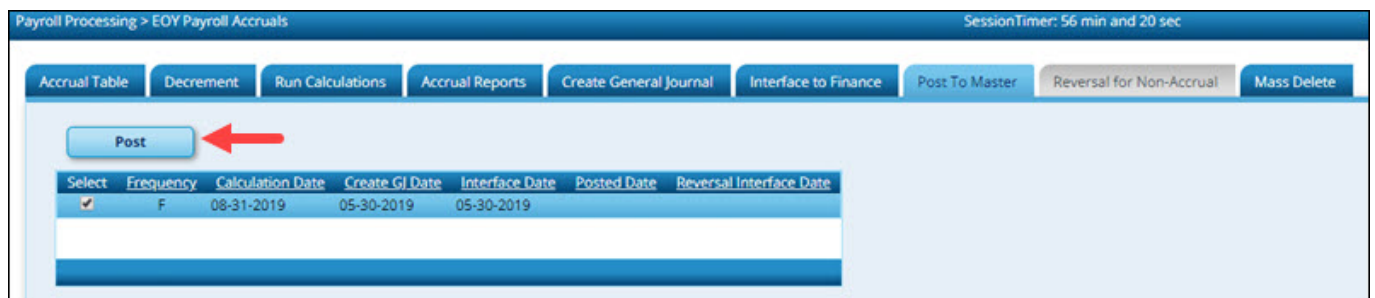 Payroll Processing > EOY Payroll Accruals SessionTimer: 56 min and 20 sec
Accrual Table Decrement Run Calculations Accrual Reports Create General Journal Interface to Finance Post To Master Reversal for Non-Accrual Mass Delete
Post
Select Frequency Calculation Date Create GJ Date Interface Date Posted Date Reversal Interface Date
F 08-31-2019 05-30-2019 05-30-2019